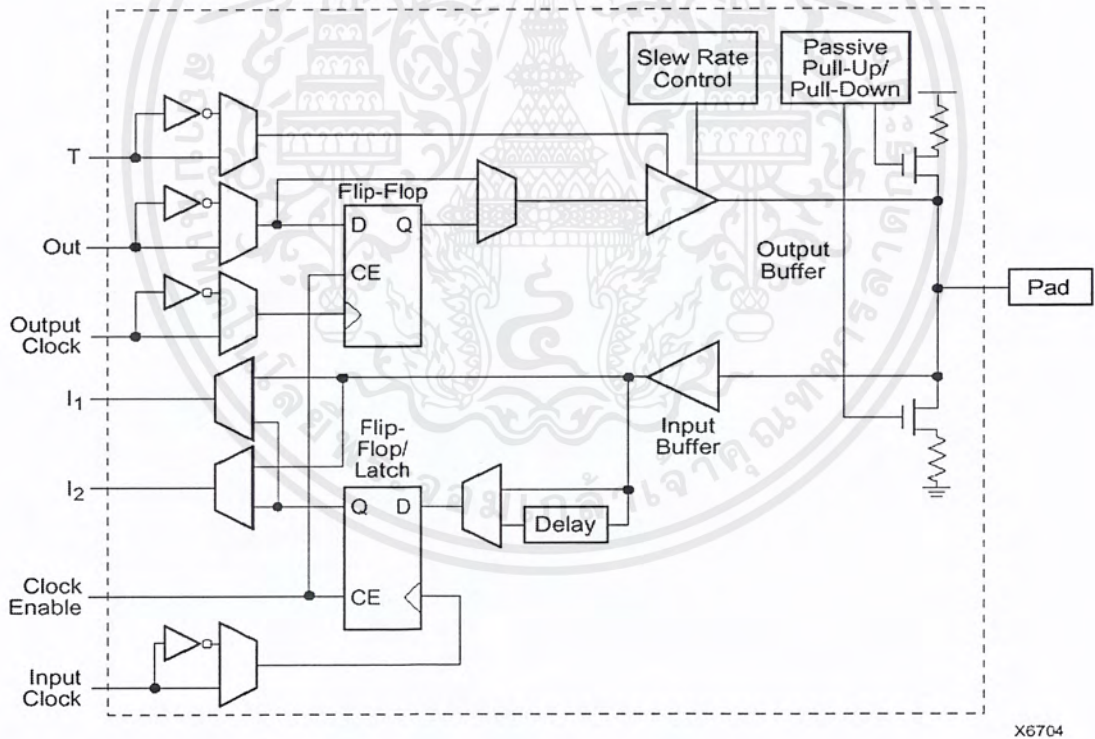 Slew Rate
Control
Passive
Pull-Up/
Pull-Down
T
Flip-Flop
D
Q
Out
CE
Output
Buffer
Pad
Output
Clock
I1
Flip-
Flop/
Latch
Input
Buffer
I2
Q
D
Delay
Clock
Enable
CE
Input
Clock
X6704